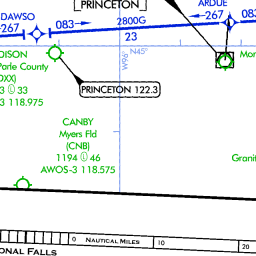 PRINCETON
DAWSO
ARDUE
267
083
2800G
267
083
23
N45°
W96°
DISON
Parle County
DXX)
3 33
3 118.975
PRINCETON 122.3
Mon
CANBY
Myers Fld
(CNB)
1194 46
AWOS-3 118.575
Granit
0 NAUTICAL MILES 10 20
ONAL FALLS